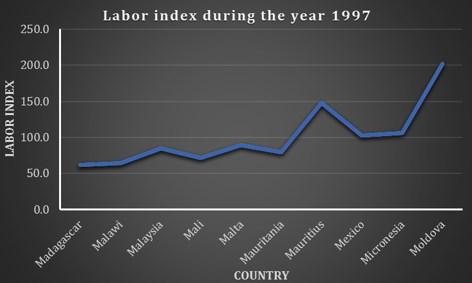 Labor index during the year 1997
LABOR INDEX
250.0
200.0
150.0
100.0
50.0
0.0
Madagascar
Malawi
Malaysia
Mali
Malta
Mauritania
Mauritius
Mexico
Micronesia
Moldova
COUNTRY